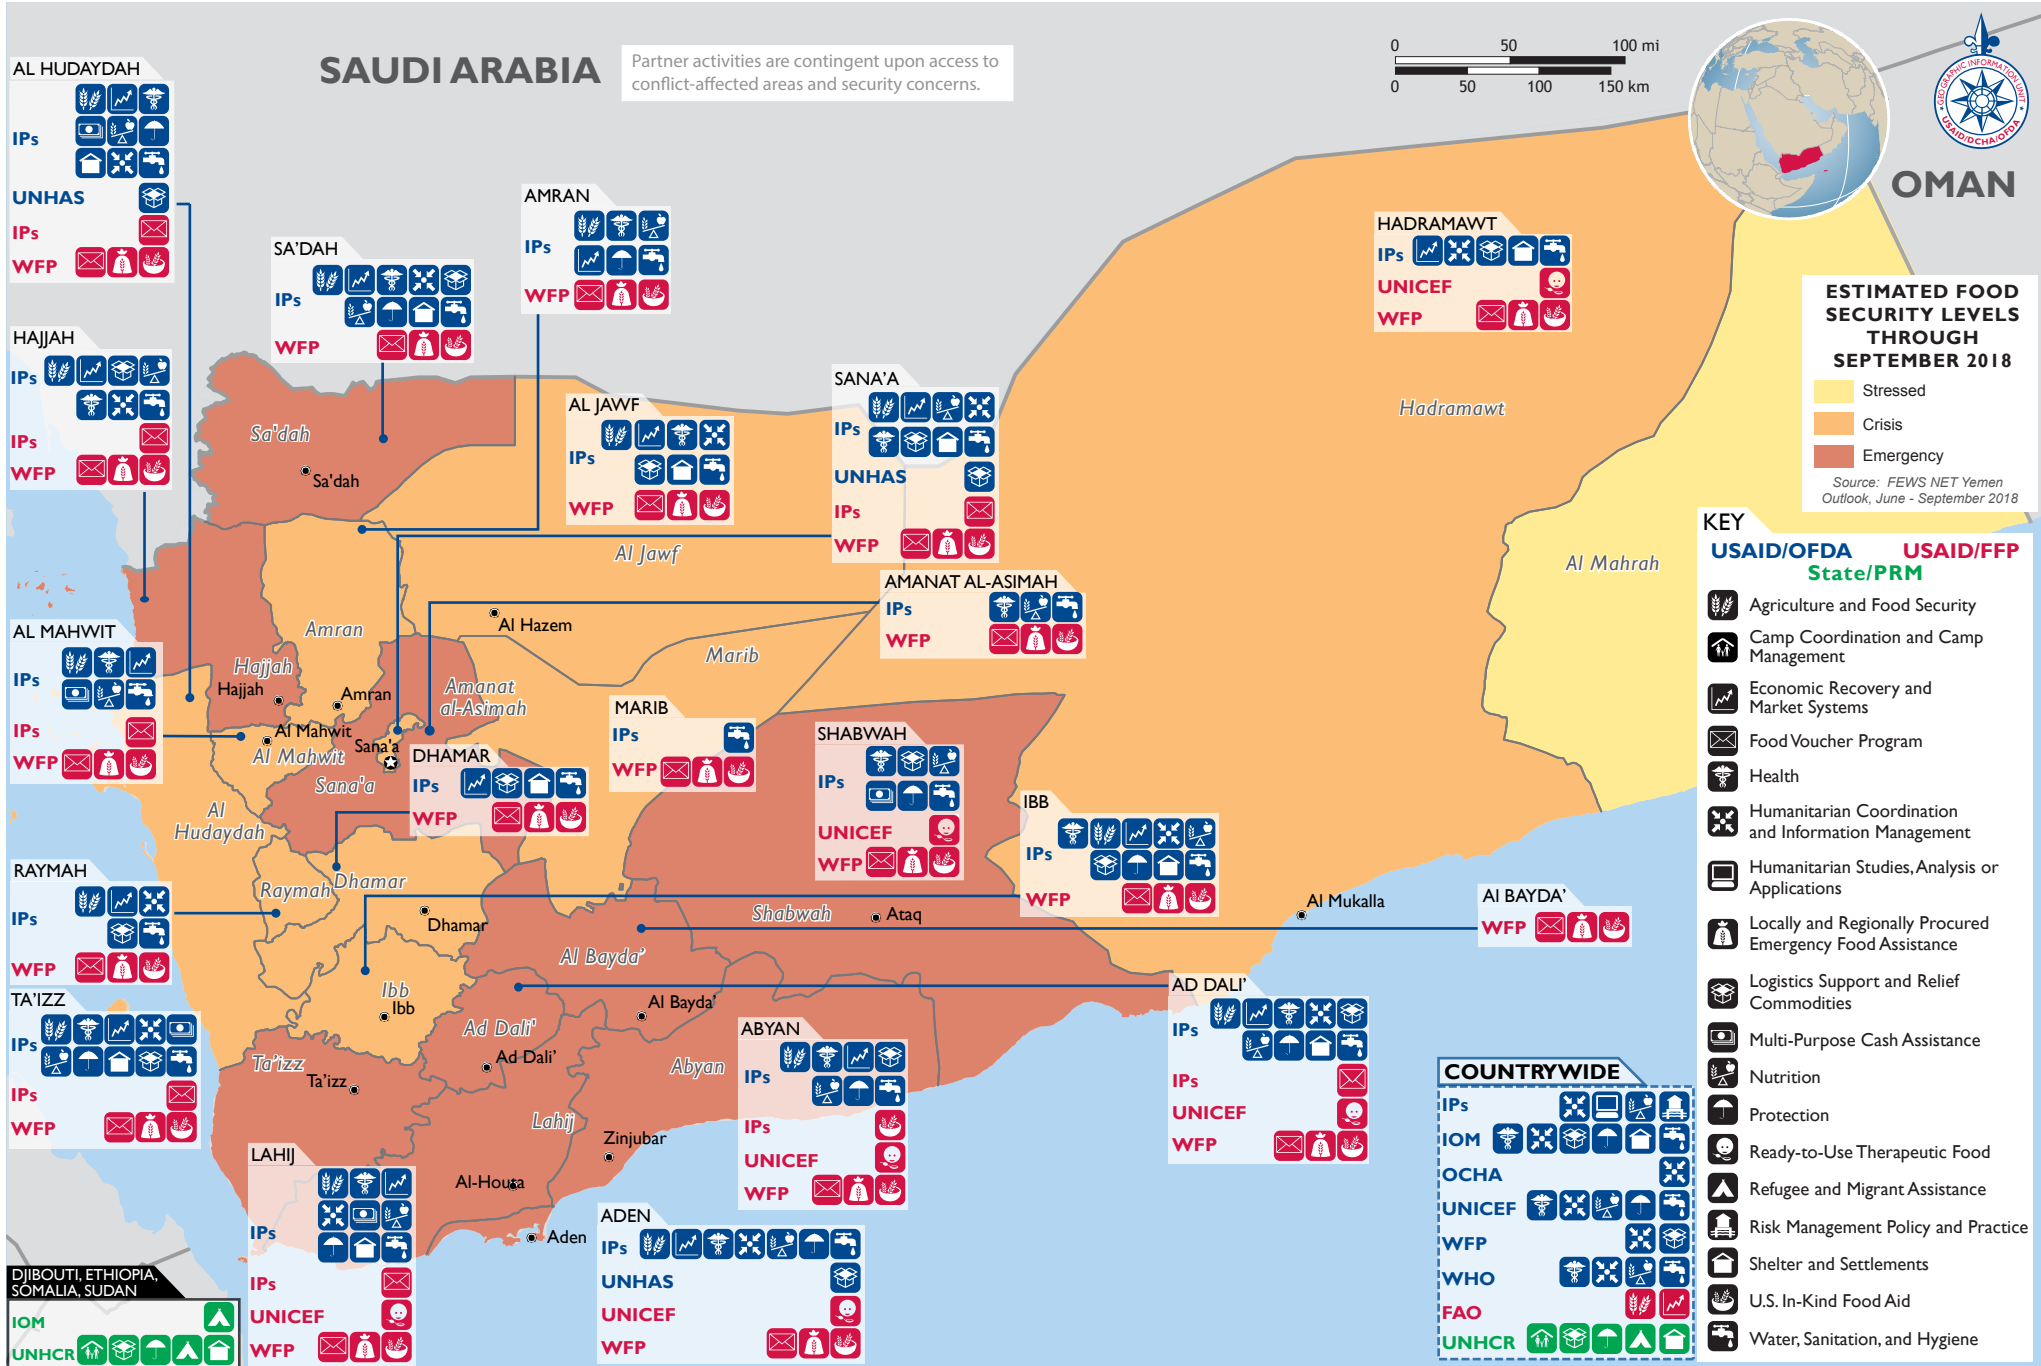 SAUDI ARABIA
Partner activities are contingent upon access to
conflict-affected areas and security concerns.
0 50 100 mi
0 50 100 150 km
GEOGRAPHIC INFORMATION UNIT
USAID/DCHA/OFDA
OMAN
AL HUDAYDAH
IPs
UNHAS
IPs
WFP
HAJJAH
IPs
IPs
WFP
AL MAHWIT
IPs
IPs
WFP
RAYMAH
IPs
WFP
TA'IZZ
IPs
IPs
WFP
SA'DAH
IPs
WFP
AMRAN
IPs
WFP
AL JAWF
IPs
WFP
SANA'A
IPs
UNHAS
IPs
WFP
AMANAT AL-ASIMAH
IPs
WFP
HADRAMAWT
IPs
UNICEF
WFP
MARIB
IPs
WFP
DHAMAR
IPs
WFP
SHABWAH
IPs
UNICEF
WFP
IBB
IPs
WFP
Al BAYDA'
WFP
AD DALI'
IPs
IPs
UNICEF
WFP
ABYAN
IPs
IPs
UNICEF
WFP
LAHIJ
IPs
IPs
UNICEF
WFP
ADEN
IPs
UNHAS
UNICEF
WFP
DJIBOUTI, ETHIOPIA,
SOMALIA, SUDAN
IOM
UNHCR
COUNTRYWIDE
IPs
IOM
OCHA
UNICEF
WFP
WHO
FAO
UNHCR
Sa'dah
Sa'dah
Al Jawf
Al Hazem
Amran
Amran
Hajjah
Hajjah
Marib
Amanat
al-Asimah
Al Mahwit
Al Mahwit
Sana'a
Sana'a
Al
Hudaydah
Raymah
Dhamar
Dhamar
Ibb
Ibb
Ta'izz
Ta'izz
Ad Dali'
Ad Dali'
Al Bayda'
Al Bayda'
Shabwah
Ataq
Abyan
Lahij
Al-Houta
Zinjubar
Aden
Hadramawt
Al Mukalla
Al Mahrah
ESTIMATED FOOD
SECURITY LEVELS
THROUGH
SEPTEMBER 2018
Stressed
Crisis
Emergency
Source: FEWS NET Yemen
Outlook, June - September 2018
KEY
USAID/OFDA USAID/FFP
State/PRM
Agriculture and Food Security
Camp Coordination and Camp
Management
Economic Recovery and
Market Systems
Food Voucher Program
Health
Humanitarian Coordination
and Information Management
Humanitarian Studies, Analysis or
Applications
Locally and Regionally Procured
Emergency Food Assistance
Logistics Support and Relief
Commodities
Multi-Purpose Cash Assistance
Nutrition
Protection
Ready-to-Use Therapeutic Food
Refugee and Migrant Assistance
Risk Management Policy and Practice
Shelter and Settlements
U.S. In-Kind Food Aid
Water, Sanitation, and Hygiene